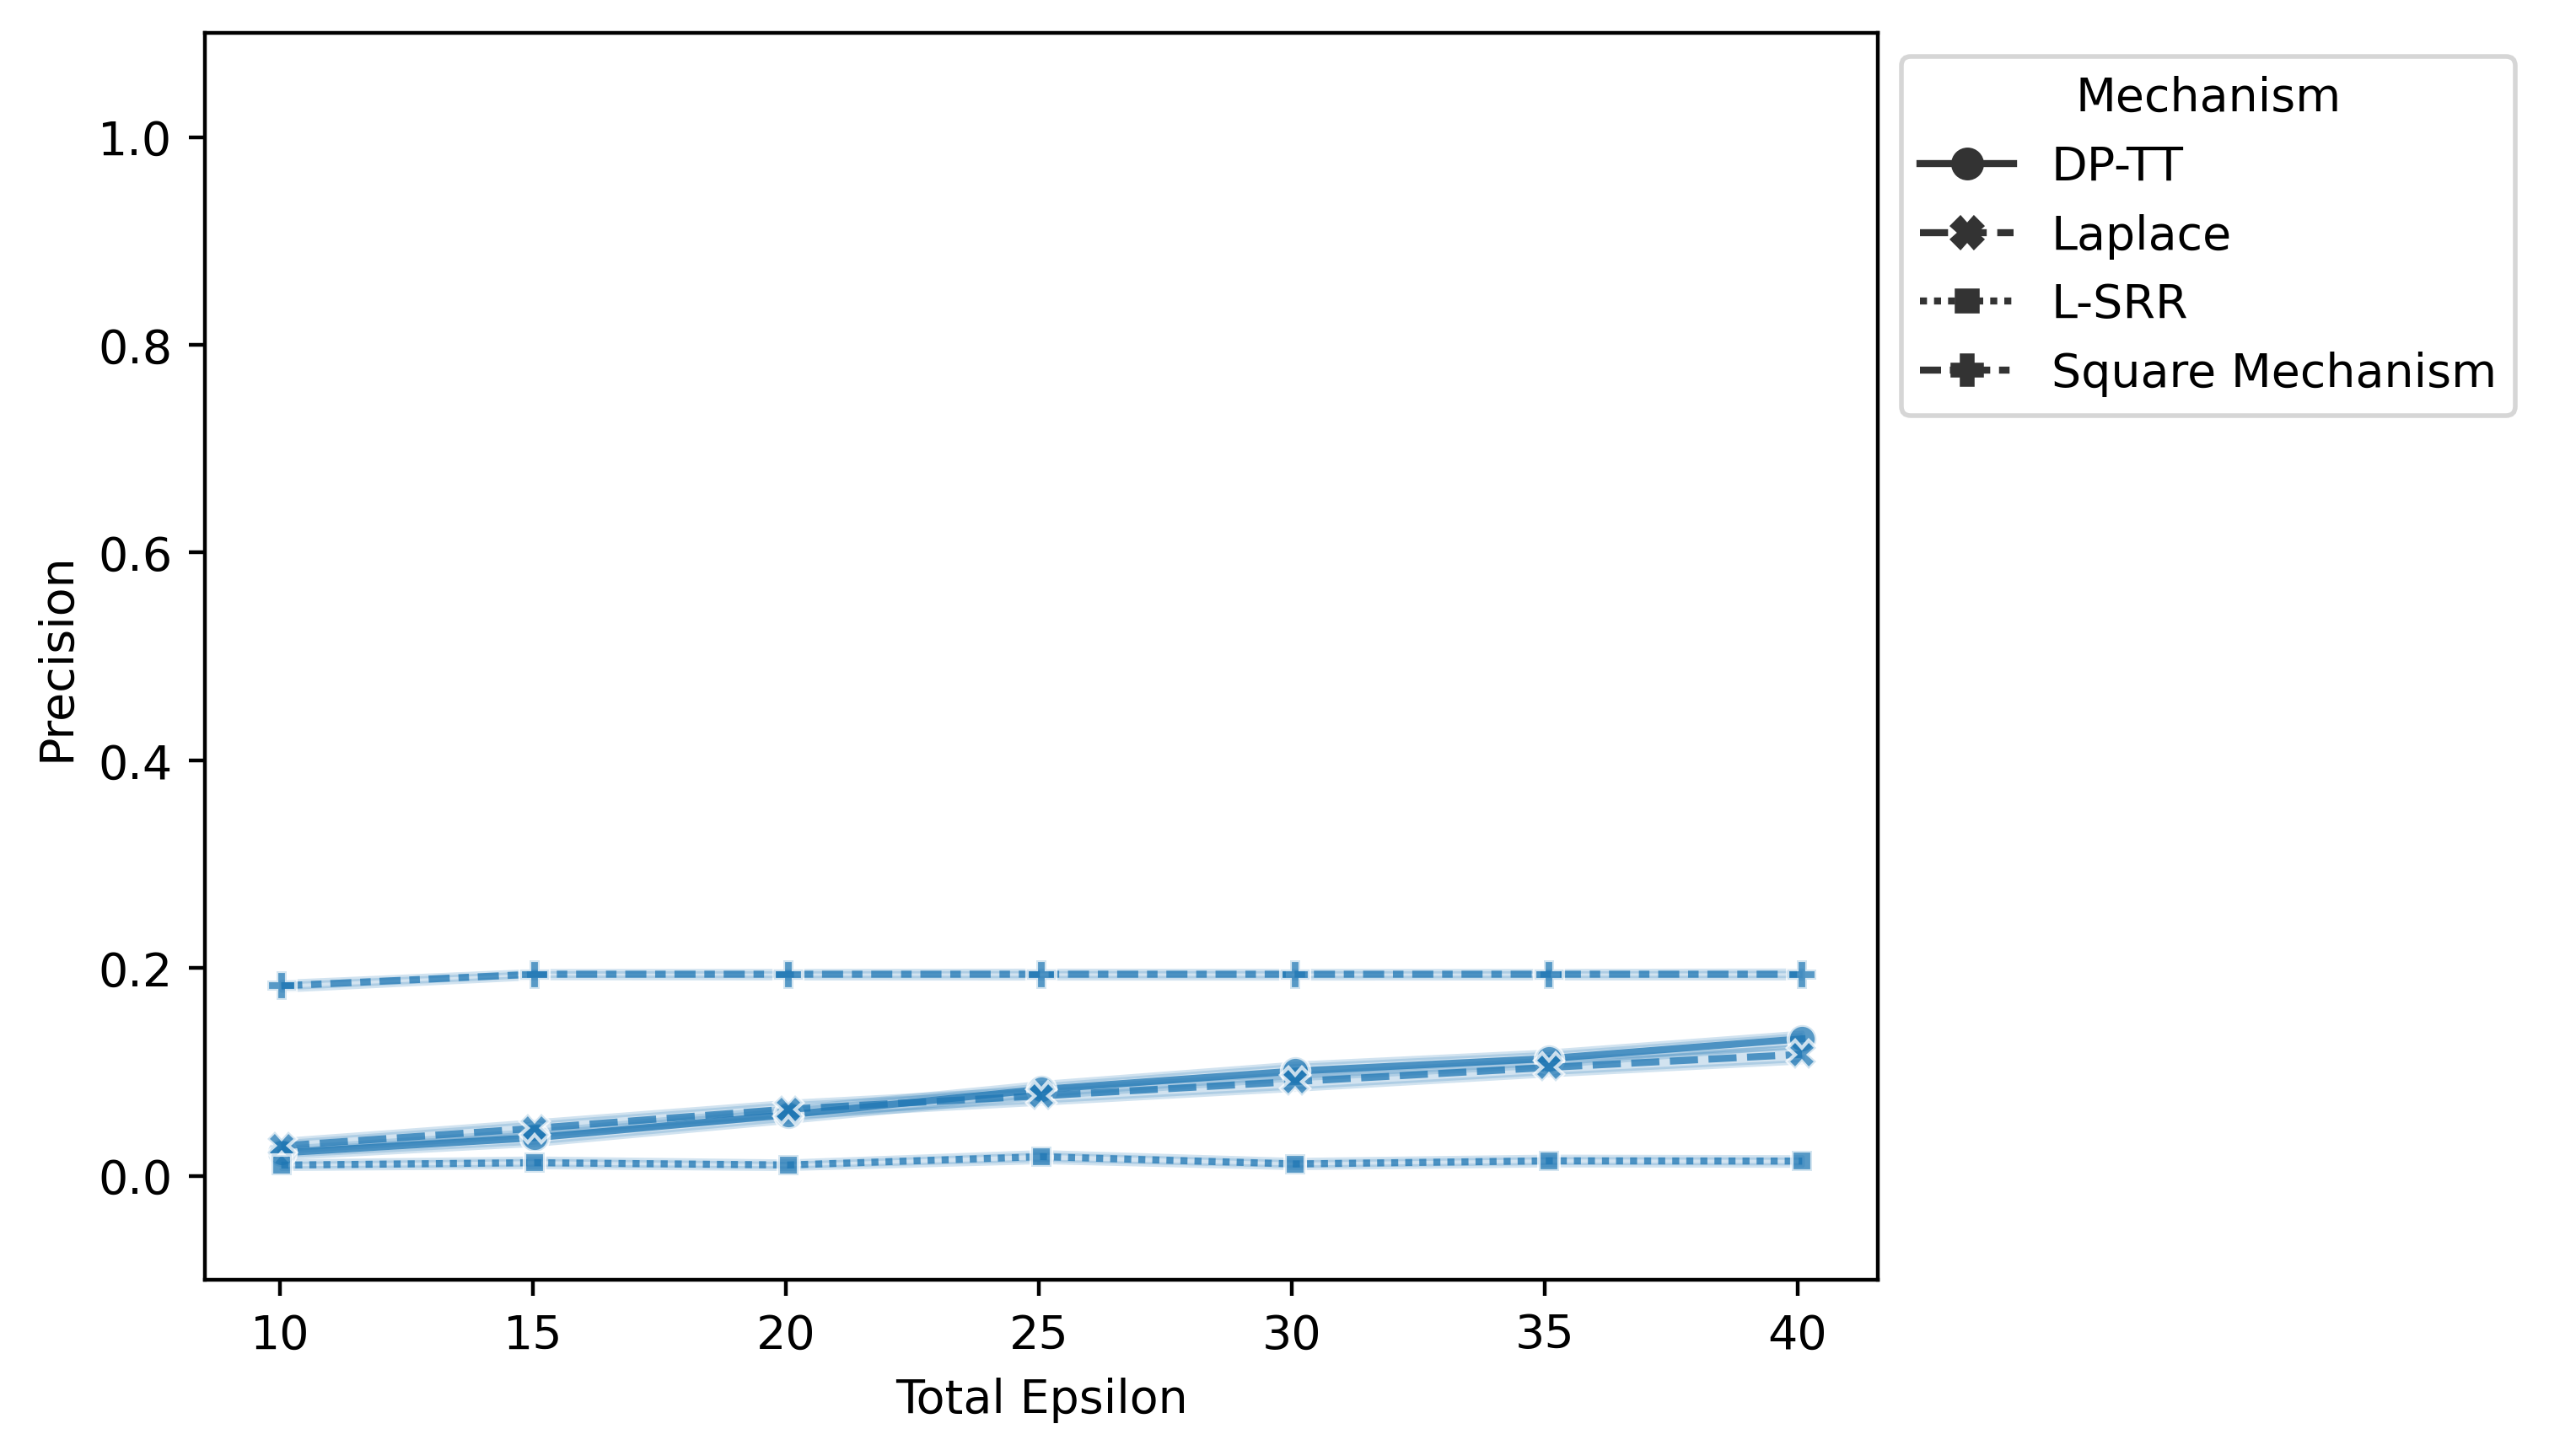 Mechanism
DP-TT
Laplace
L-SRR
Square Mechanism
Precision
1.0
0.8
0.6
0.4
0.2
0.0
10 15 20 25 30 35 40
Total Epsilon